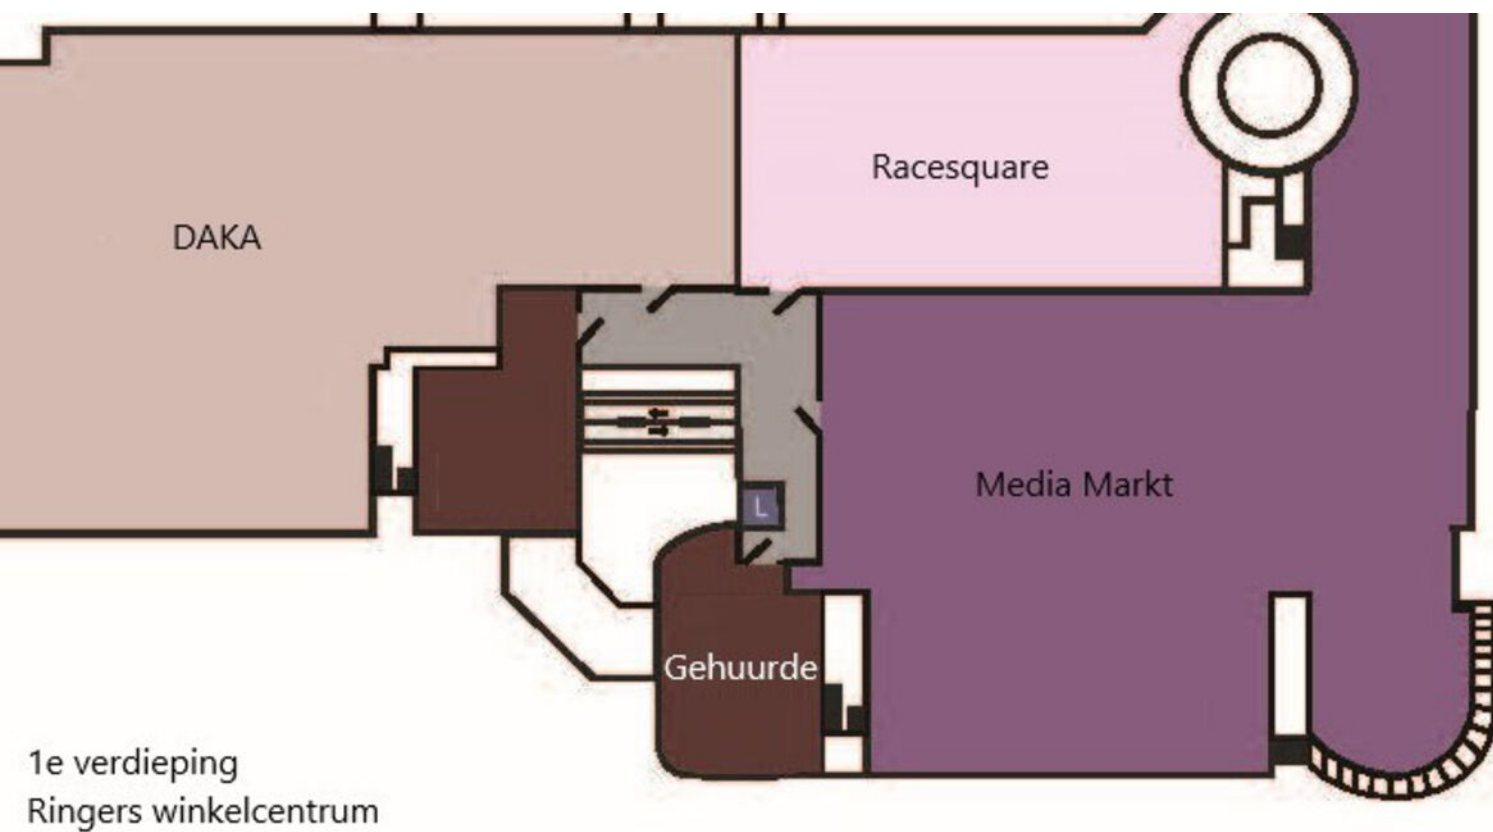 Racesquare
DAKA
Media Markt
L
Gehuurde
1e verdieping
Ringers winkelcentrum